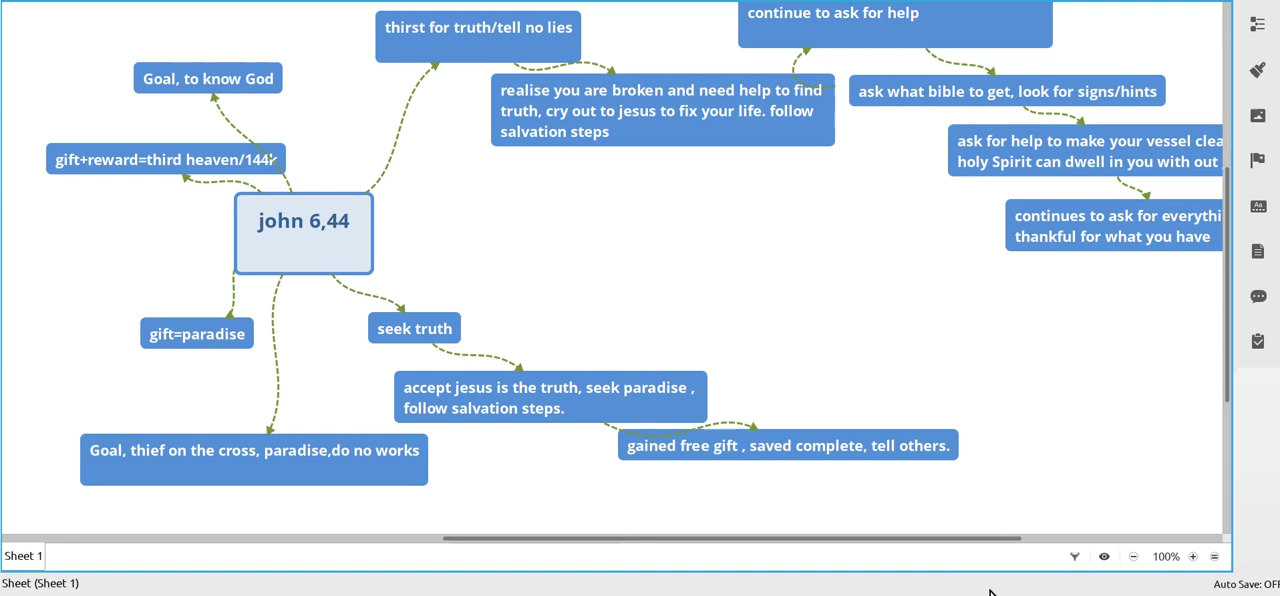 continue to ask for help
thirst for truth/tell no lies
Goal, to know God
realise you are broken and need help to find
truth, cry out to jesus to fix your life. follow
salvation steps
ask what bible to get, look for signs/hints
gift+reward=third heaven/144k
ask for help to make your vessel
holy Spirit can dwell in you with out
john 6,44
continues to ask for
thankful for what you have
gift=paradise
seek truth
accept jesus is the truth, seek paradise ,
follow salvation steps.
Goal, thief on the cross, paradise,do no works
gained free gift , saved complete, tell others.
Sheet 1
100%
Sheet (Sheet 1)
Auto Save: